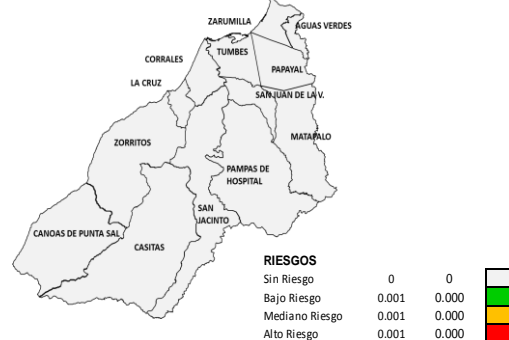 ZARUMILLA
AGUAS VERDES
TUMBES
CORRALES
PAPAYAL
LA CRUZ
SAN JUAN DE LA V.
MATAPALO
ZORRITOS
PAMPAS DE
HOSPITAL
SAN
JACINTO
CANOAS DE PUNTA SAL
CASITAS
RIESGOS
Sin Riesgo 0 0
Bajo Riesgo 0.001 0.000
Mediano Riesgo 0.001 0.000
Alto Riesgo 0.001 0.000